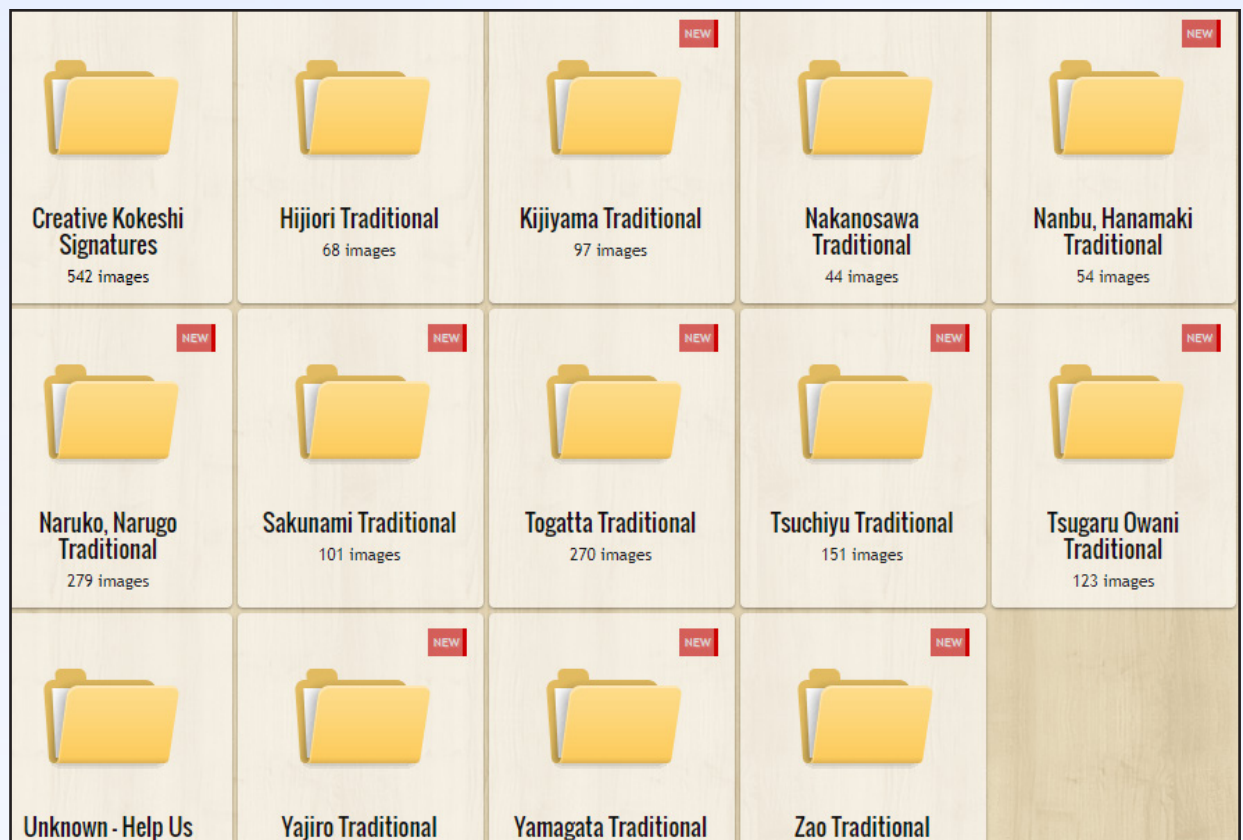 NEW
NEW
Creative Kokeshi
Signatures
542 images
Hijiori Traditional
68 images
Kijiyama Traditional
97 images
Nakanosawa
Traditional
44 images
Nanbu, Hanamaki
Traditional
54 images
NEW
NEW
NEW
NEW
NEW
Naruko, Narugo
Traditional
279 images
Sakunami Traditional
101 images
Togatta Traditional
270 images
Tsuchiyu Traditional
151 images
Tsugaru Owani
Traditional
123 images
NEW
NEW
NEW
Unknown - Help Us
Yajiro Traditional
Yamagata Traditional
Zao Traditional